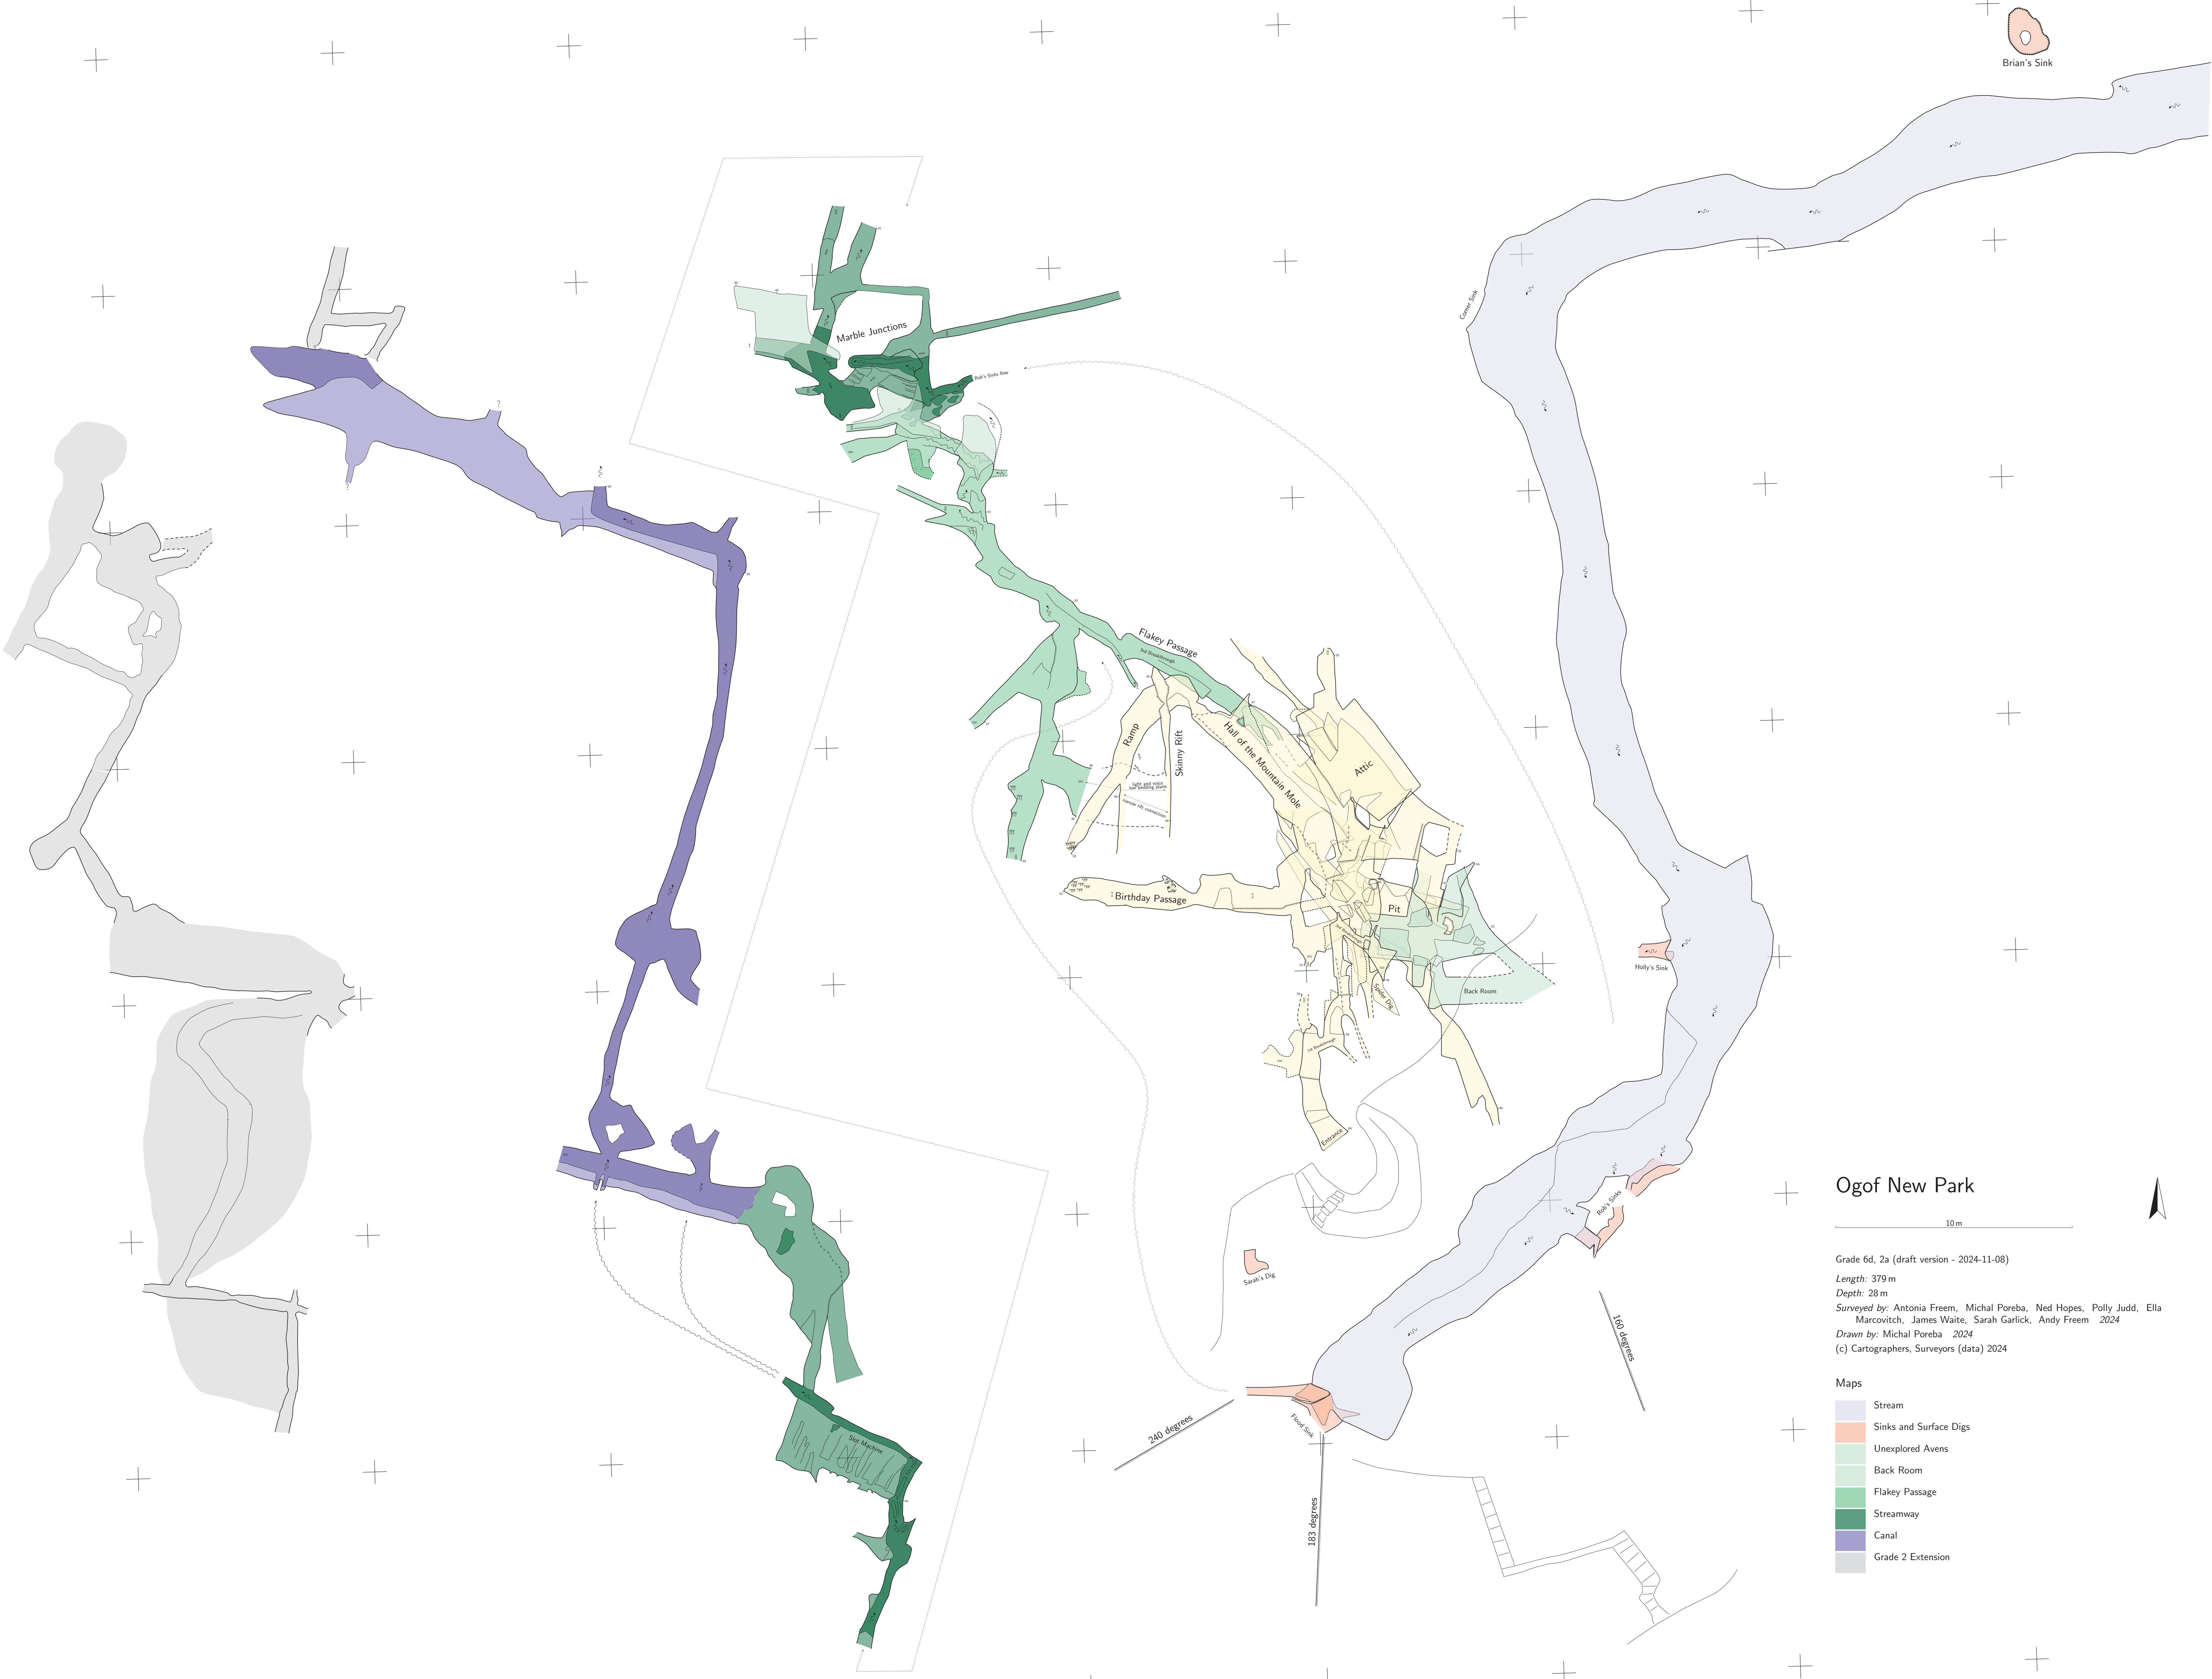 Brian's Sink
Corner Sink
Marble Junctions
Rob's Sinks flow
?
?
Flakey Passage
3rd Breakthrough
Ramp
Skinny Rift
Hall of the Mountain Mole
Attic
light and voice
low bedding plane
narrow rift connection
Birthday Passage
Pit
Back Room
Spider Dig
1st Breakthrough
Entrance
Holly's Sink
Rob's Sinks
Sarah's Dig
Slot Machine
Flood Sink
240 degrees
183 degrees
160 degrees
Ogof New Park
10 m
Grade 6d, 2a (draft version - 2024-11-08)
Length: 379 m
Depth: 28 m
Surveyed by: Antonia Freem, Michal Poreba, Ned Hopes, Polly Judd, Ella
Marcovitch, James Waite, Sarah Garlick, Andy Freem 2024
Drawn by: Michal Poreba 2024
(c) Cartographers, Surveyors (data) 2024
Maps
Stream
Sinks and Surface Digs
Unexplored Avens
Back Room
Flakey Passage
Streamway
Canal
Grade 2 Extension